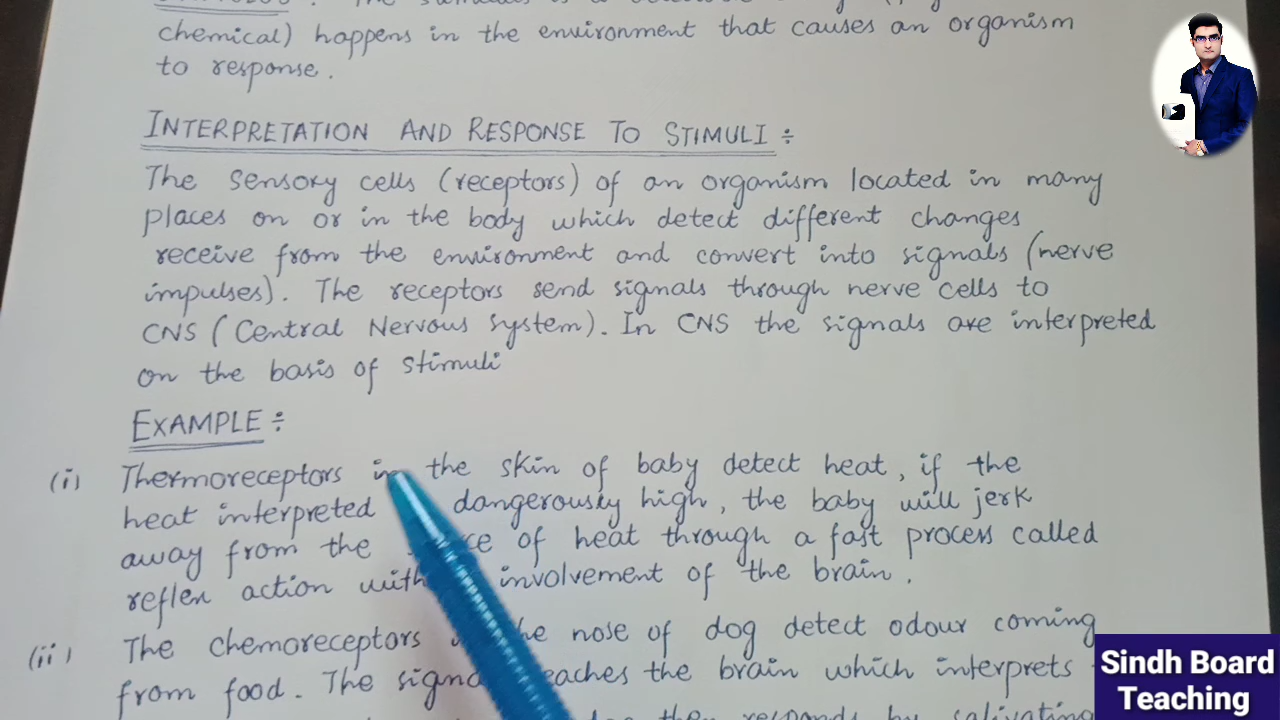 chemical) happens in the environment that causes an organism
to response.
INTERPRETATION AND RESPONSE TO STIMULI :
The sensory cells (receptors) of an organism located in many
places on or in the body which detect different changes
receive from the environment and convert into signals (nerve
impulses). The receptors send signals through nerve cells to
CNS (Central Nervous System). In CNS the signals are interpreted
on the basis of stimuli
EXAMPLE :
(i) Thermoreceptors in the skin of baby detect heat, if the
heat interpreted dangerously high, the baby will jerk
away from the of heat through a fast process called
reflex action involvement of the brain.
(ii) The chemoreceptors the nose of dog detect odour coming
from food. The reaches the brain which interprets
responds by salivating
Sindh Board
Teaching